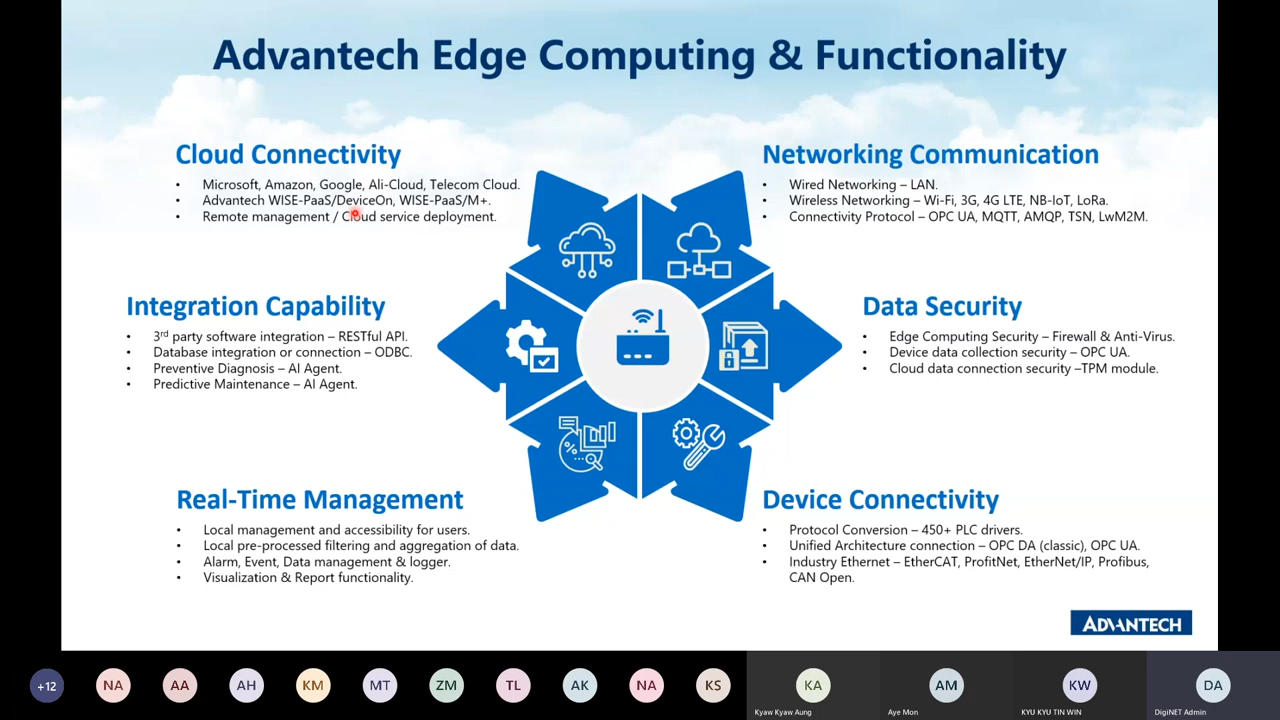 Advantech Edge Computing & Functionality
Cloud Connectivity
• Microsoft, Amazon, Google, Ali-Cloud, Telecom Cloud.
• Advantech WISE-PaaS/DeviceOn, WISE-PaaS/M+.
• Remote management / Cloud service deployment.
Networking Communication
• Wired Networking – LAN.
• Wireless Networking – Wi-Fi, 3G, 4G LTE, NB-IoT, LoRa.
• Connectivity Protocol – OPC UA, MQTT, AMQP, TSN, LwM2M.
Integration Capability
• 3rd party software integration – RESTful API.
• Database integration or connection – ODBC.
• Preventive Diagnosis – AI Agent.
• Predictive Maintenance – AI Agent.
Data Security
• Edge Computing Security – Firewall & Anti-Virus.
• Device data collection security – OPC UA.
• Cloud data connection security –TPM module.
Real-Time Management
• Local management and accessibility for users.
• Local pre-processed filtering and aggregation of data.
• Alarm, Event, Data management & logger.
• Visualization & Report functionality.
Device Connectivity
• Protocol Conversion – 450+ PLC drivers.
• Unified Architecture connection – OPC DA (classic), OPC UA.
• Industry Ethernet – EtherCAT, ProfitNet, EtherNet/IP, Profibus,
CAN Open.
ADVANTECH
+12 NA AA AH KM MT ZM TL AK NA KS KA AM KW DA
Kyaw Kyaw Aung Aye Mon KYU KYU TIN WIN DigiNET Admin